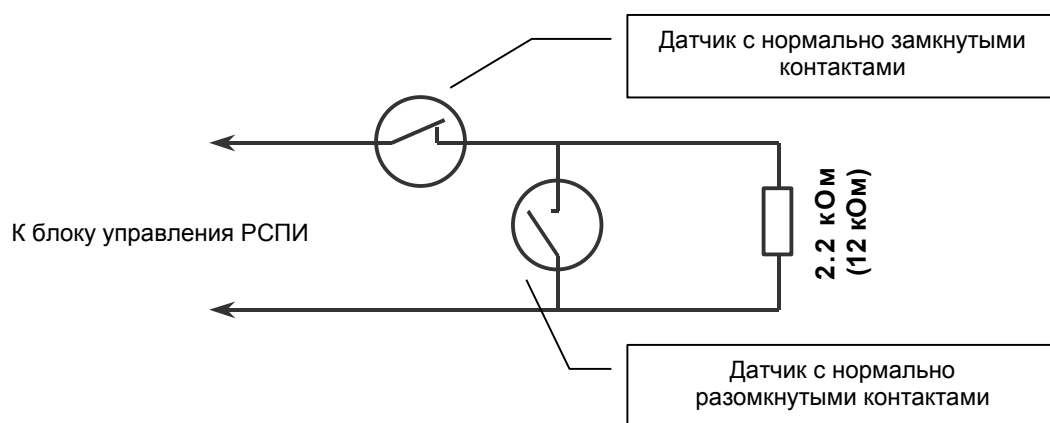 Датчик с нормально замкнутыми
контактами
К блоку управления РСПИ
2.2 кОм
(12 кОм)
Датчик с нормально
разомкнутыми контактами